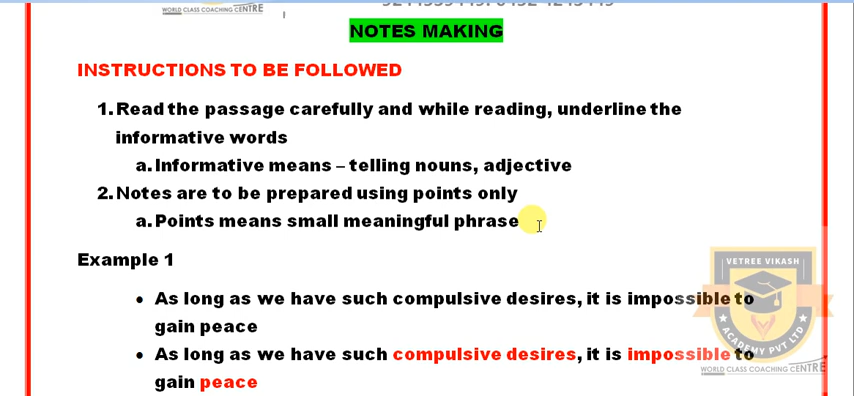 WORLD CLASS COACHING CENTRE
NOTES MAKING
INSTRUCTIONS TO BE FOLLOWED
1. Read the passage carefully and while reading, underline the
informative words
a. Informative means – telling nouns, adjective
2. Notes are to be prepared using points only
a. Points means small meaningful phrase
Example 1
• As long as we have such compulsive desires, it is impossible to
gain peace
• As long as we have such compulsive desires, it is impossible to
gain peace
VETREE VIKASH
ACADEMY PVT LTD
WORLD CLASS COACHING CENTRE